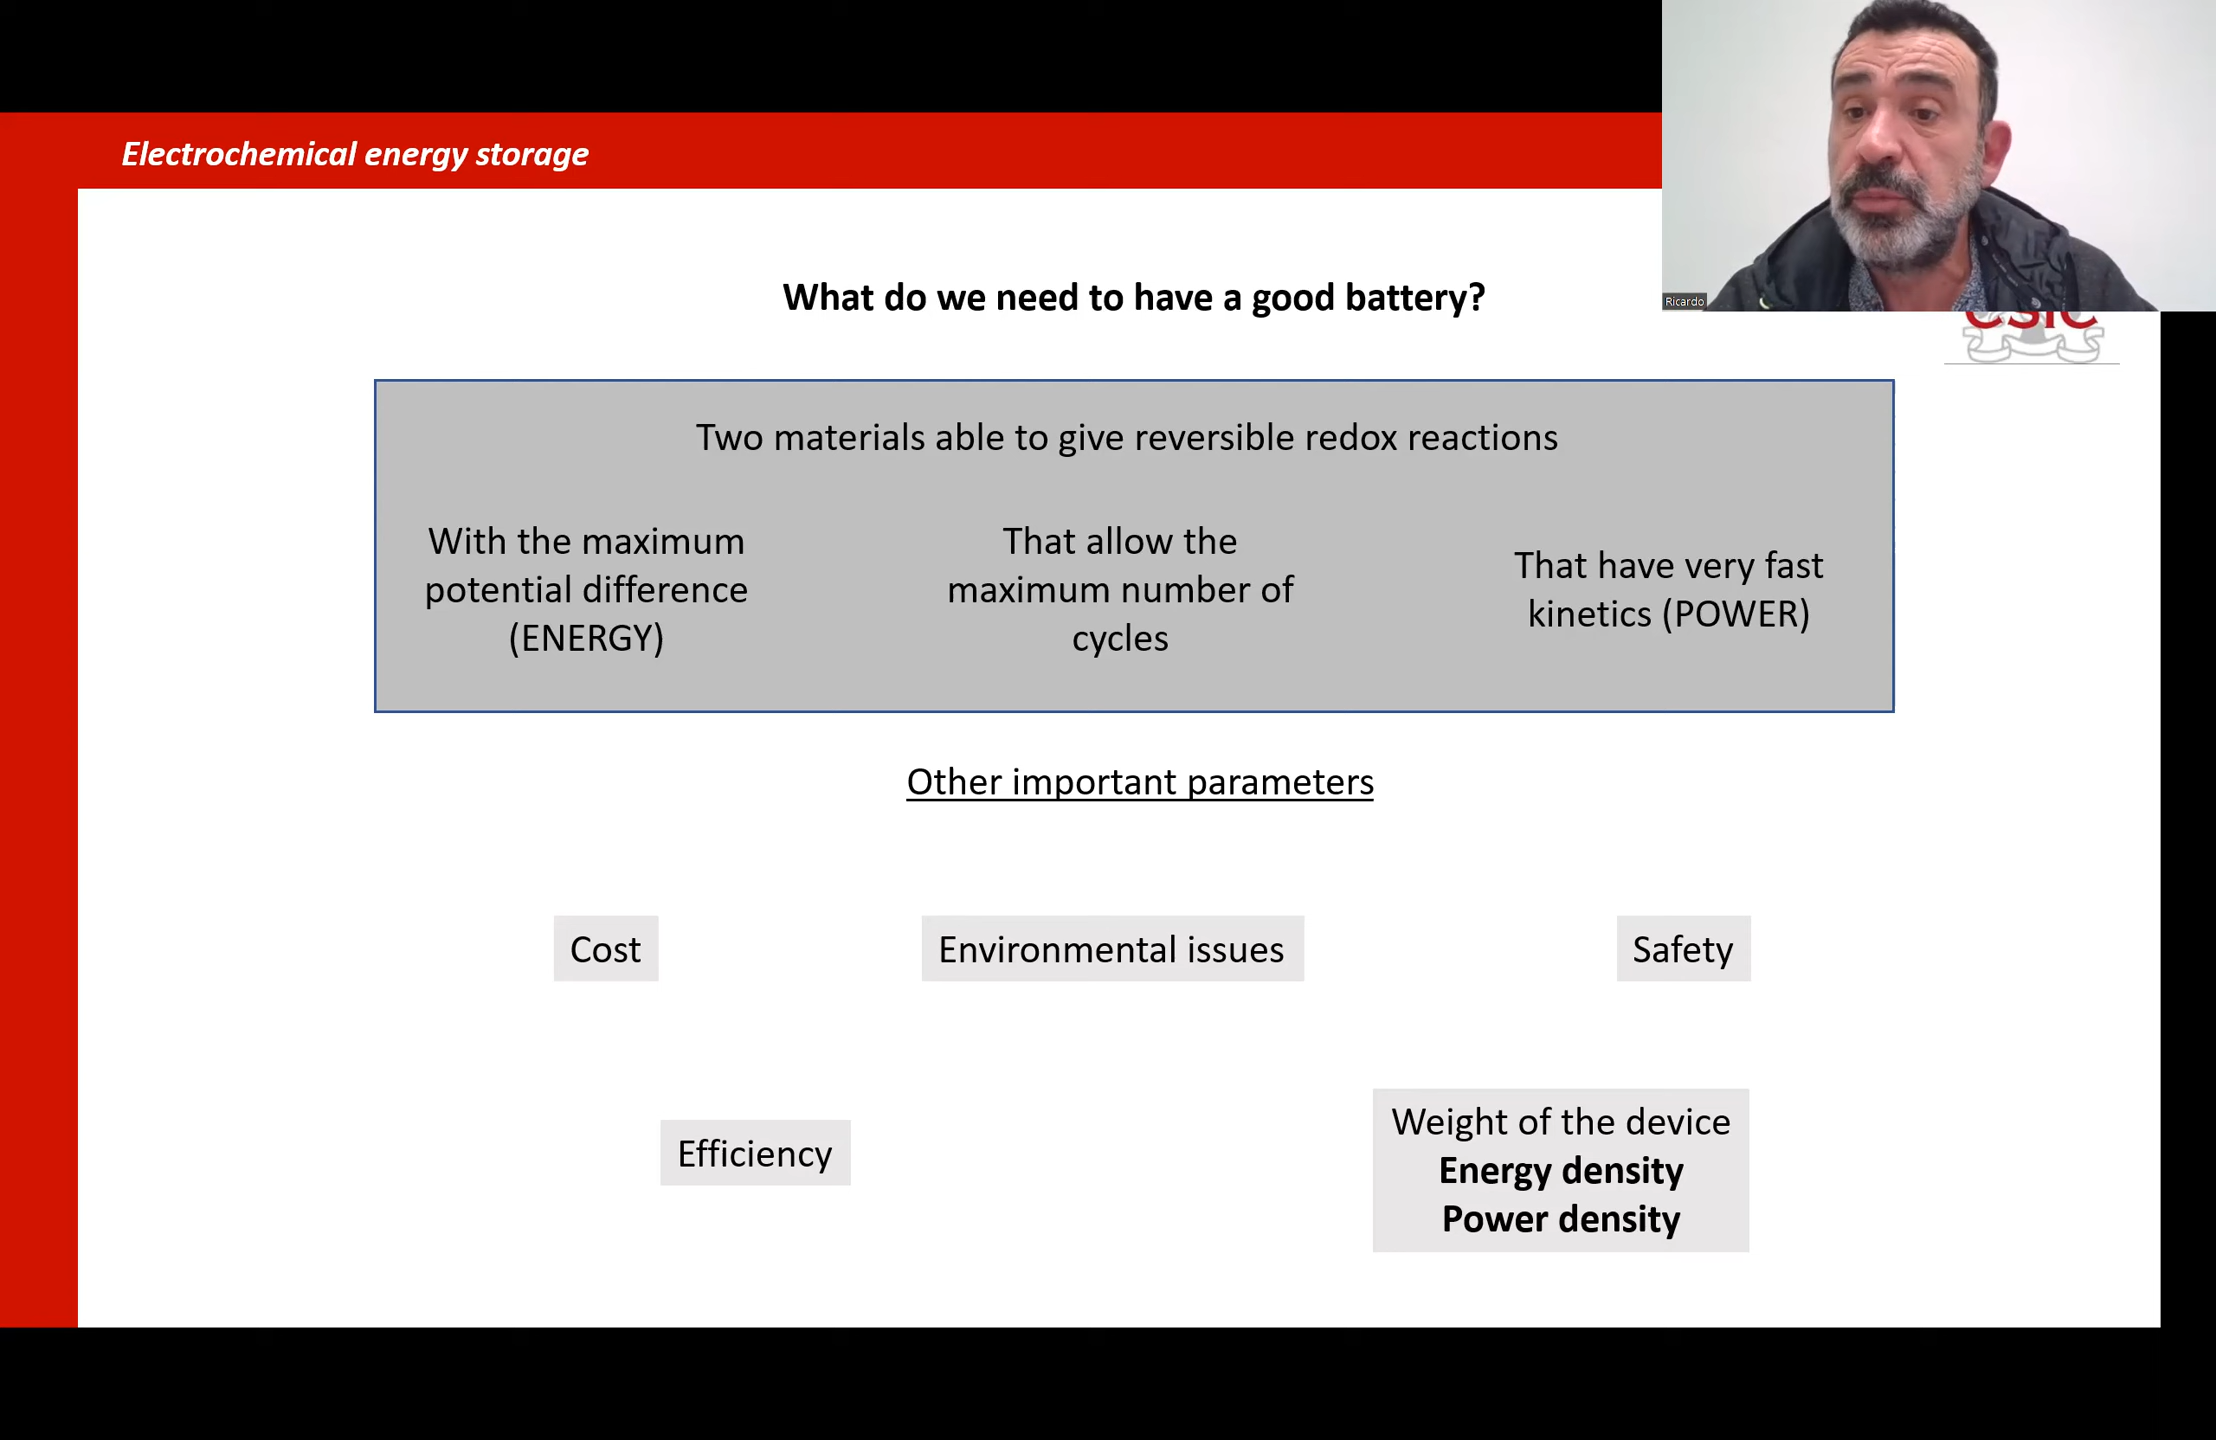 Electrochemical energy storage
Ricardo
CSIC
What do we need to have a good battery?
Two materials able to give reversible redox reactions
With the maximum
potential difference
(ENERGY)
That allow the
maximum number of
cycles
That have very fast
kinetics (POWER)
Other important parameters
Cost
Environmental issues
Safety
Efficiency
Weight of the device
Energy density
Power density